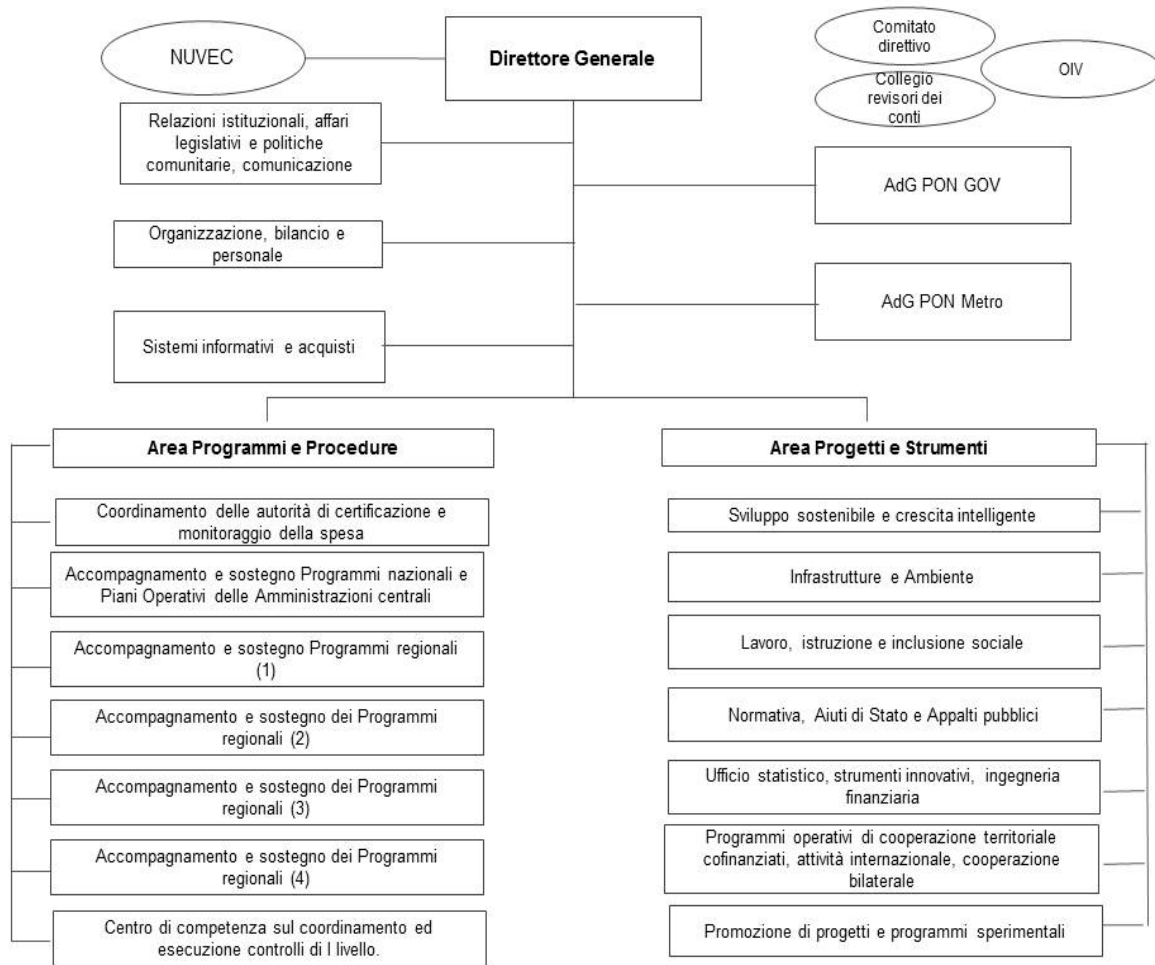 NUVEC
Direttore Generale
Comitato
direttivo
OIV
Collegio
revisori dei
conti
Relazioni istituzionali, affari
legislativi e politiche
comunitarie, comunicazione
AdG PON GOV
Organizzazione, bilancio e
personale
AdG PON Metro
Sistemi informativi e acquisti
Area Programmi e Procedure
Coordinamento delle autorità di certificazione e
monitoraggio della spesa
Accompagnamento e sostegno Programmi nazionali e
Piani Operativi delle Amministrazioni centrali
Accompagnamento e sostegno Programmi regionali
(1)
Accompagnamento e sostegno dei Programmi
regionali (2)
Accompagnamento e sostegno dei Programmi
regionali (3)
Accompagnamento e sostegno dei Programmi
regionali (4)
Centro di competenza sul coordinamento ed
esecuzione controlli di I livello.
Area Progetti e Strumenti
Sviluppo sostenibile e crescita intelligente
Infrastrutture e Ambiente
Lavoro, istruzione e inclusione sociale
Normativa, Aiuti di Stato e Appalti pubblici
Ufficio statistico, strumenti innovativi, ingegneria
finanziaria
Programmi operativi di cooperazione territoriale
cofinanziati, attività internazionale, cooperazione
bilaterale
Promozione di progetti e programmi sperimentali